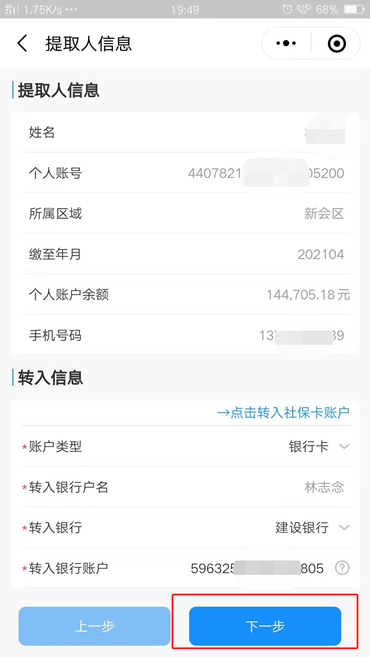 1.75K/s ··· 19:49 68%
提取人信息
提取人信息
姓名
个人账号 4407821 05200
所属区域 新会区
缴至年月 202104
个人账户余额 144,705.18元
手机号码 137 39
转入信息
→点击转入社保卡账户
*账户类型 银行卡
*转入银行户名 林志念
*转入银行 建设银行
*转入银行账户 596325 805
上一步 下一步